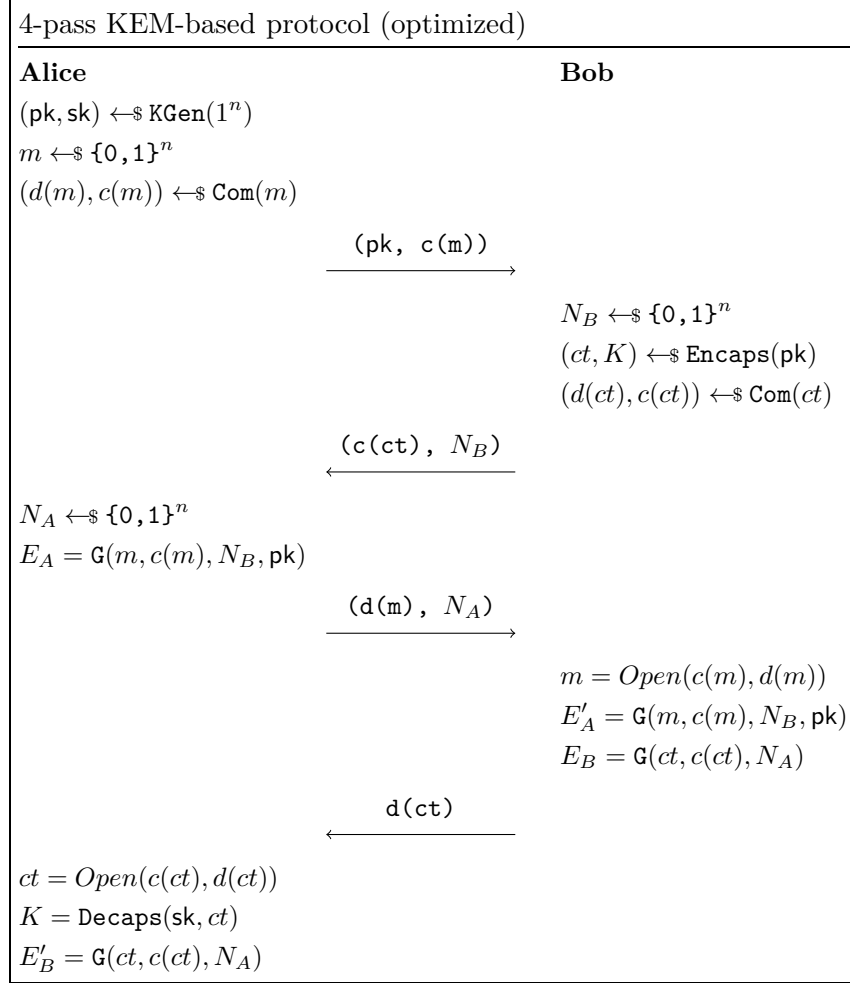 4-pass KEM-based protocol (optimized)
Alice Bob
(pk, sk) ←$ KGen(1ⁿ)
m ←$ {0,1}ⁿ
(d(m), c(m)) ←$ Com(m)
(pk, c(m))
N_B ←$ {0,1}ⁿ
(ct, K) ←$ Encaps(pk)
(d(ct), c(ct)) ←$ Com(ct)
(c(ct), N_B)
N_A ←$ {0,1}ⁿ
E_A = G(m, c(m), N_B, pk)
(d(m), N_A)
m = Open(c(m), d(m))
E′_A = G(m, c(m), N_B, pk)
E_B = G(ct, c(ct), N_A)
d(ct)
ct = Open(c(ct), d(ct))
K = Decaps(sk, ct)
E′_B = G(ct, c(ct), N_A)